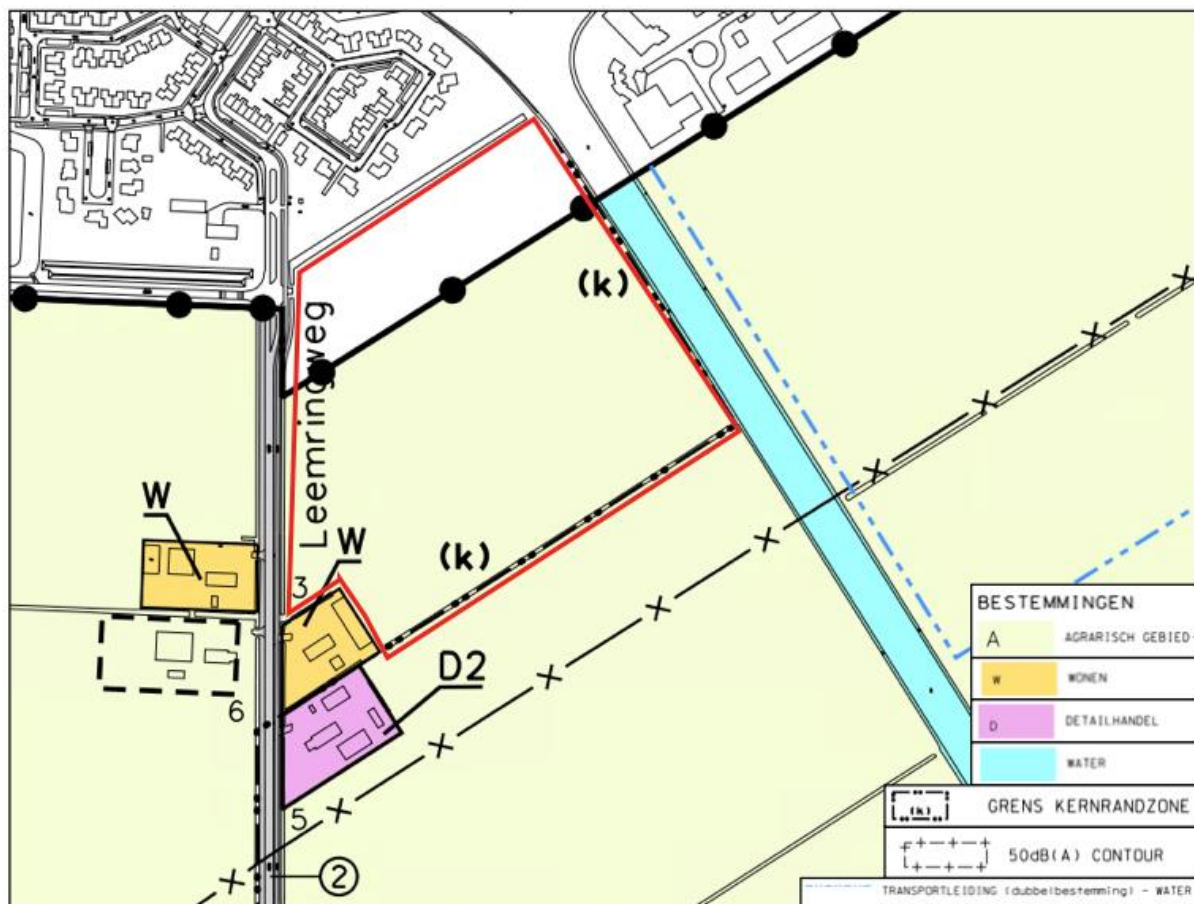 (k)
Leemringweg
W
W
3
(k)
D2
6
5
2
BESTEMMINGEN
A AGRARISCH GEBIED
W WONEN
D DETAILHANDEL
WATER
(k) GRENS KERNRANDZONE
50dB(A) CONTOUR
TRANSPORTLEIDING (dubbelbestemming) - WATER